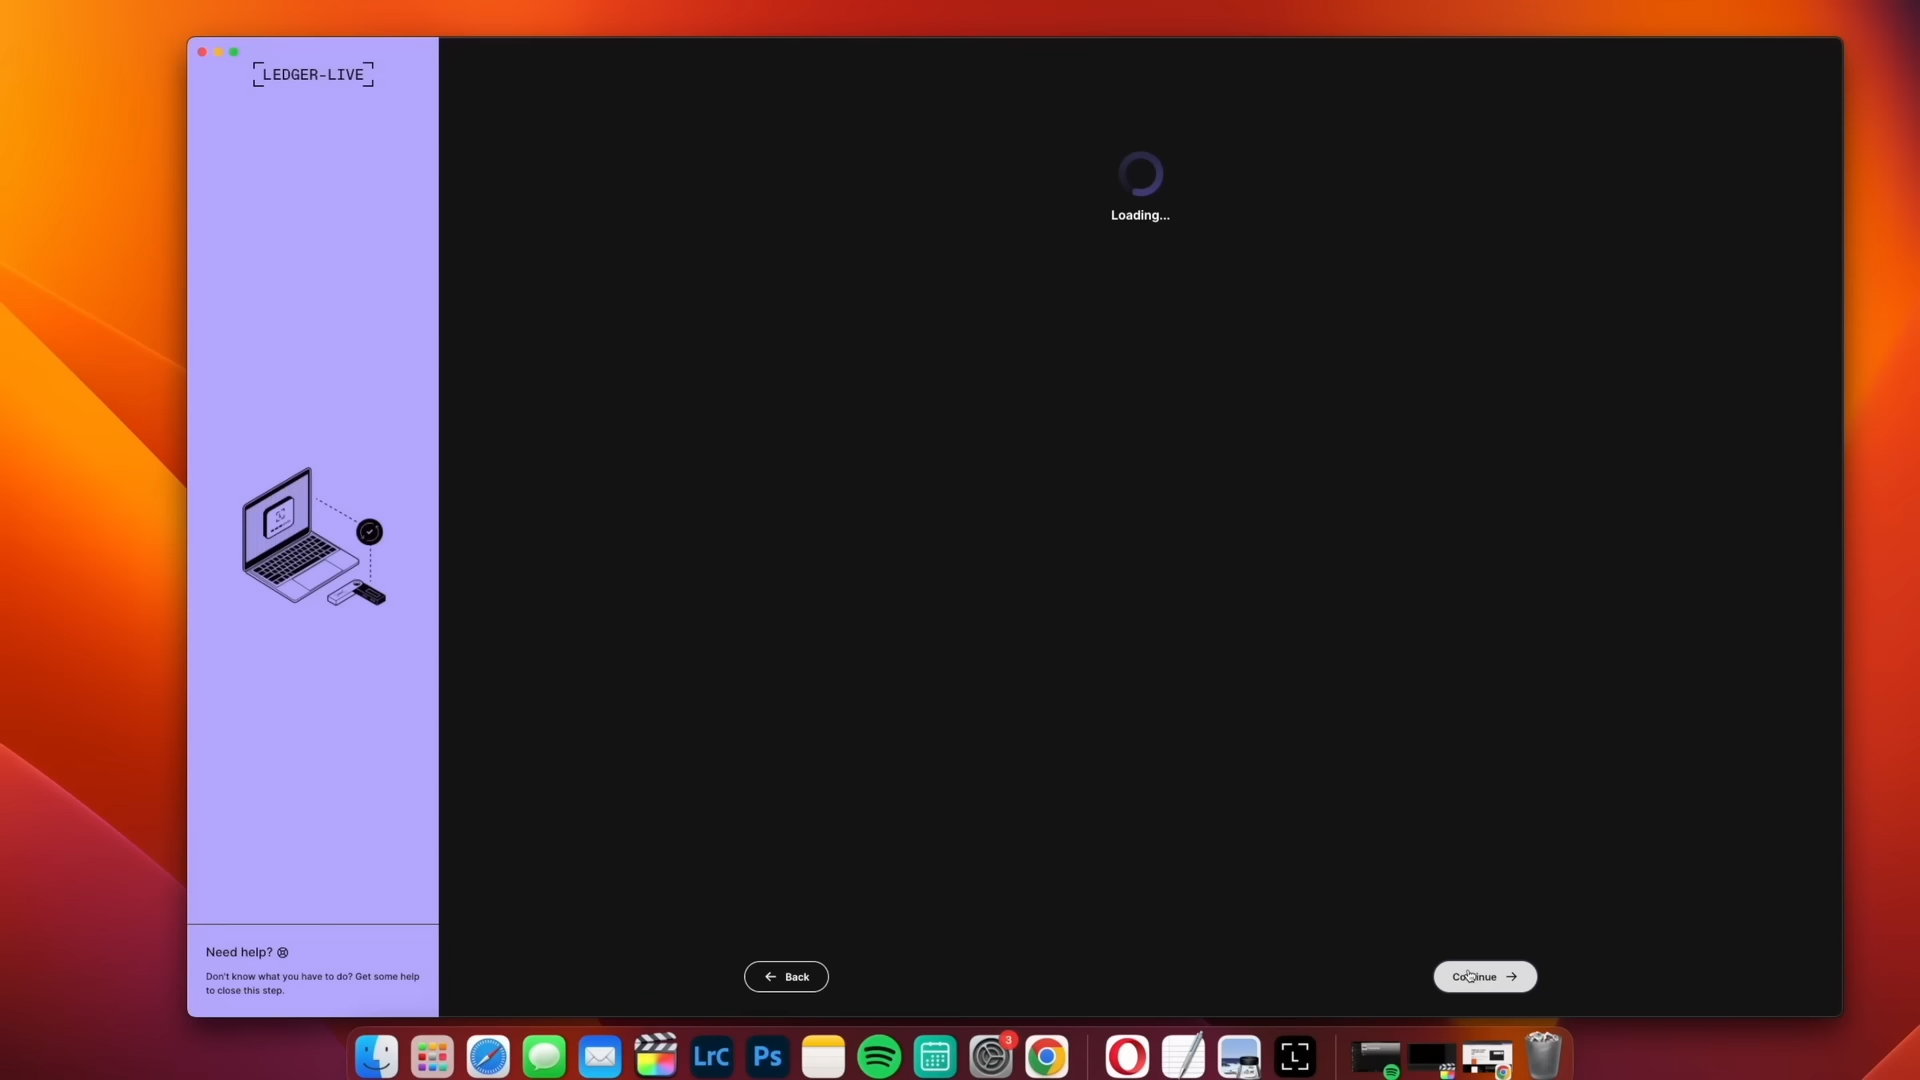 LEDGER-LIVE
Loading...
Need help?
Don't know what you have to do? Get some help
to close this step.
Back
Continue
3
LrC
Ps
L